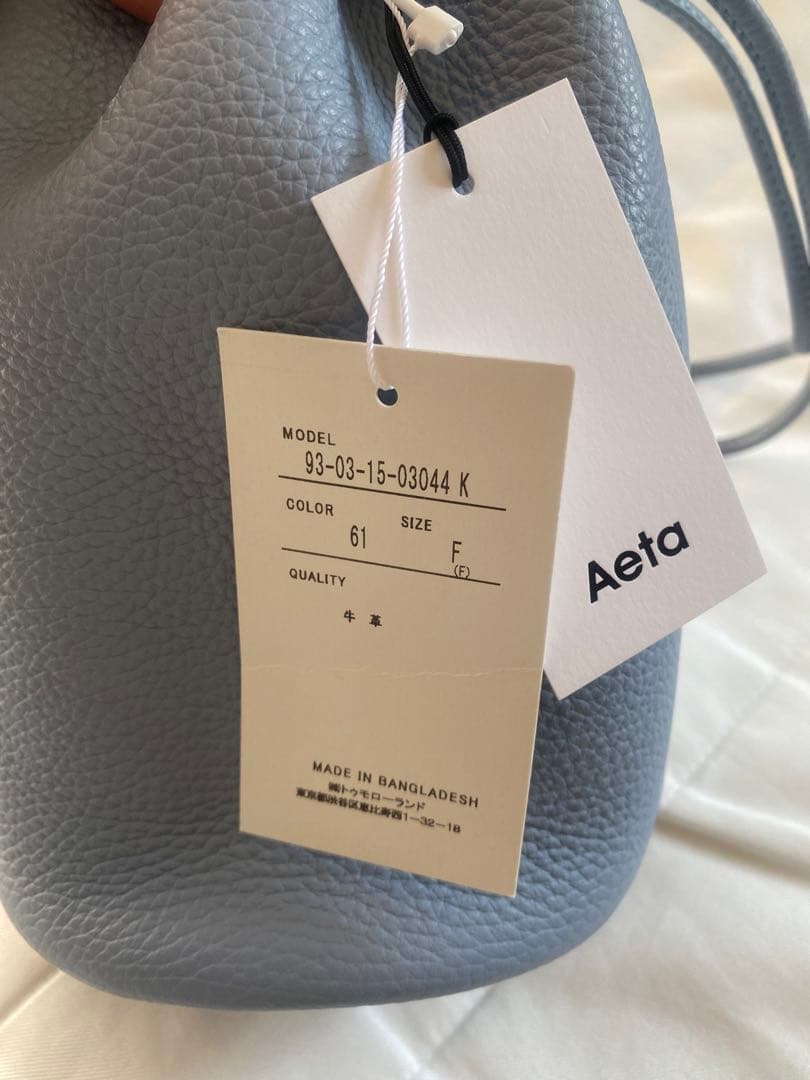 MODEL
93-03-15-03044 K
COLOR
61
SIZE
F
(F)
QUALITY
牛 革
MADE IN BANGLADESH
㈱トゥモローランド
東京都渋谷区恵比寿西1-32-18
Aeta